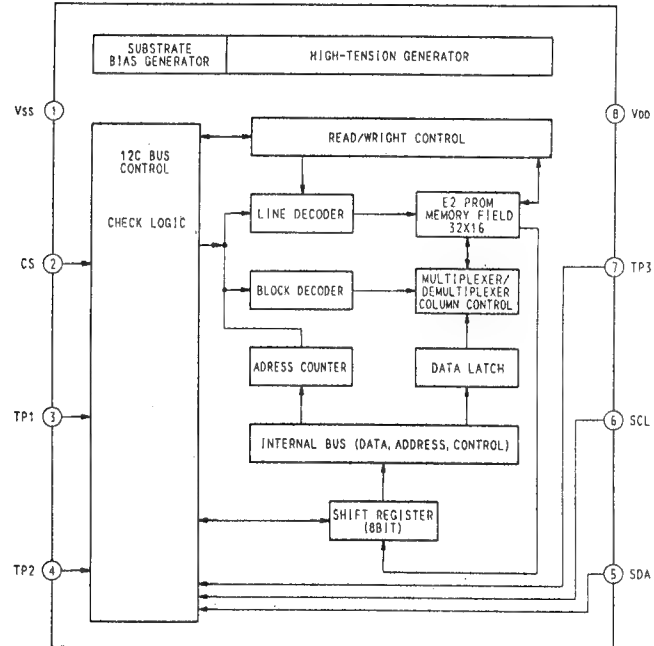 SUBSTRATE
BIAS GENERATOR
HIGH-TENSION GENERATOR
VSS 1
8 VDD
READ/WRIGHT CONTROL
12C BUS
CONTROL
CHECK LOGIC
LINE DECODER
E2 PROM
MEMORY FIELD
32X16
CS 2
7 TP3
BLOCK DECODER
MULTIPLEXER/
DEMULTIPLEXER
COLUMN CONTROL
ADRESS COUNTER
DATA LATCH
TP1 3
6 SCL
INTERNAL BUS (DATA, ADDRESS, CONTROL)
SHIFT REGISTER
(8BIT)
TP2 4
5 SDA